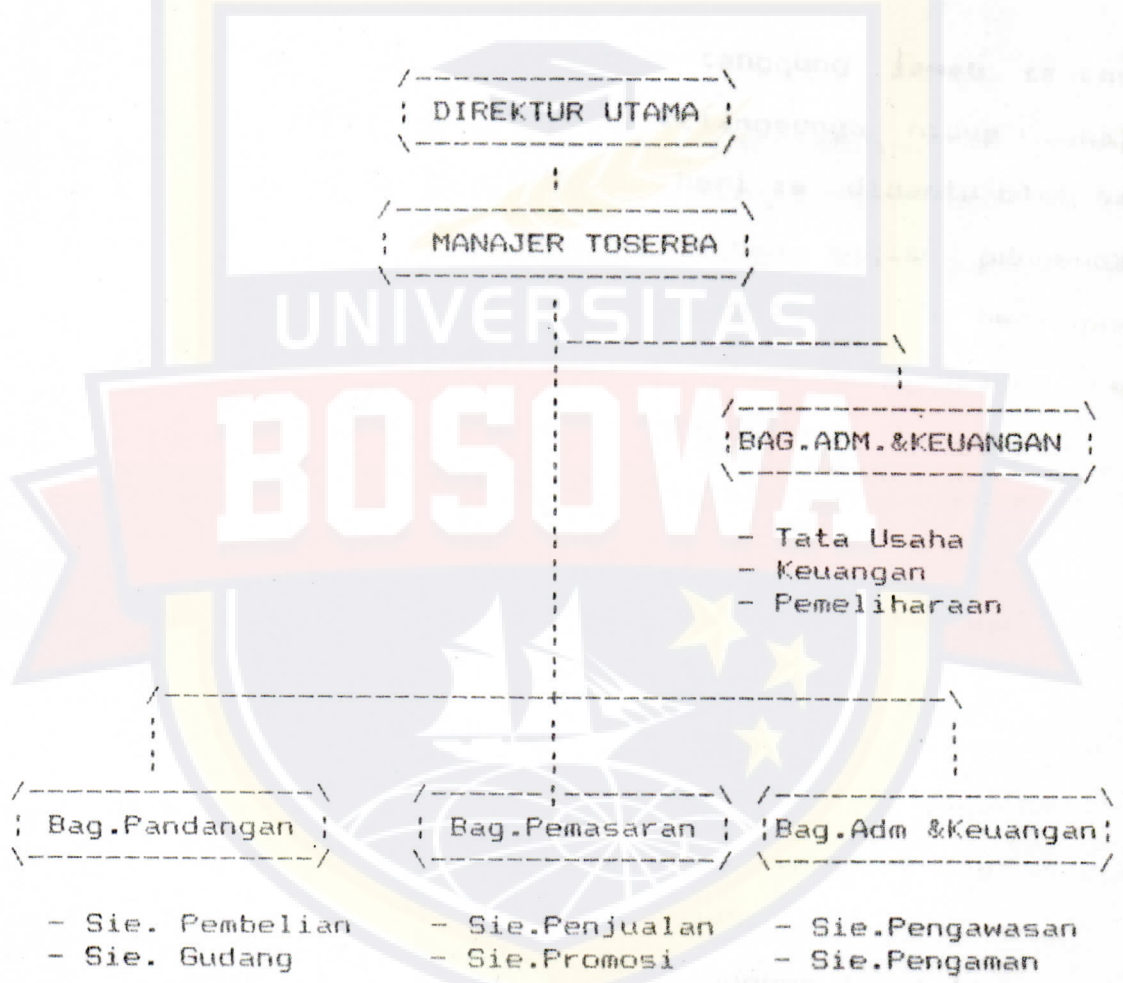 DIREKTUR UTAMA
MANAJER TOSERBA
UNIVERSITAS
BOSOWA
BAG.ADM.&KEUANGAN
- Tata Usaha
- Keuangan
- Pemeliharaan
Bag.Pandangan Bag.Pemasaran Bag.Adm &Keuangan
- Sie. Pembelian - Sie.Penjualan - Sie.Pengawasan
- Sie. Gudang - Sie.Promosi - Sie.Pengaman